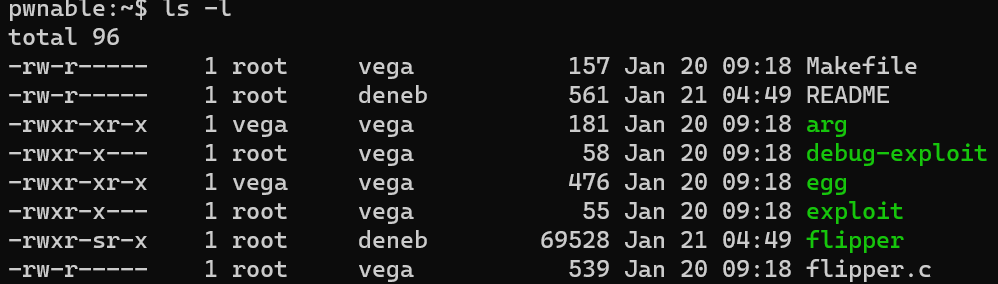 pwnable:~$ ls -l
total 96
-rw-r----- 1 root vega 157 Jan 20 09:18 Makefile
-rw-r----- 1 root deneb 561 Jan 21 04:49 README
-rwxr-xr-x 1 vega vega 181 Jan 20 09:18 arg
-rwxr-x--- 1 root vega 58 Jan 20 09:18 debug-exploit
-rwxr-xr-x 1 vega vega 476 Jan 20 09:18 egg
-rwxr-x--- 1 root vega 55 Jan 20 09:18 exploit
-rwxr-sr-x 1 root deneb 69528 Jan 21 04:49 flipper
-rw-r----- 1 root vega 539 Jan 20 09:18 flipper.c